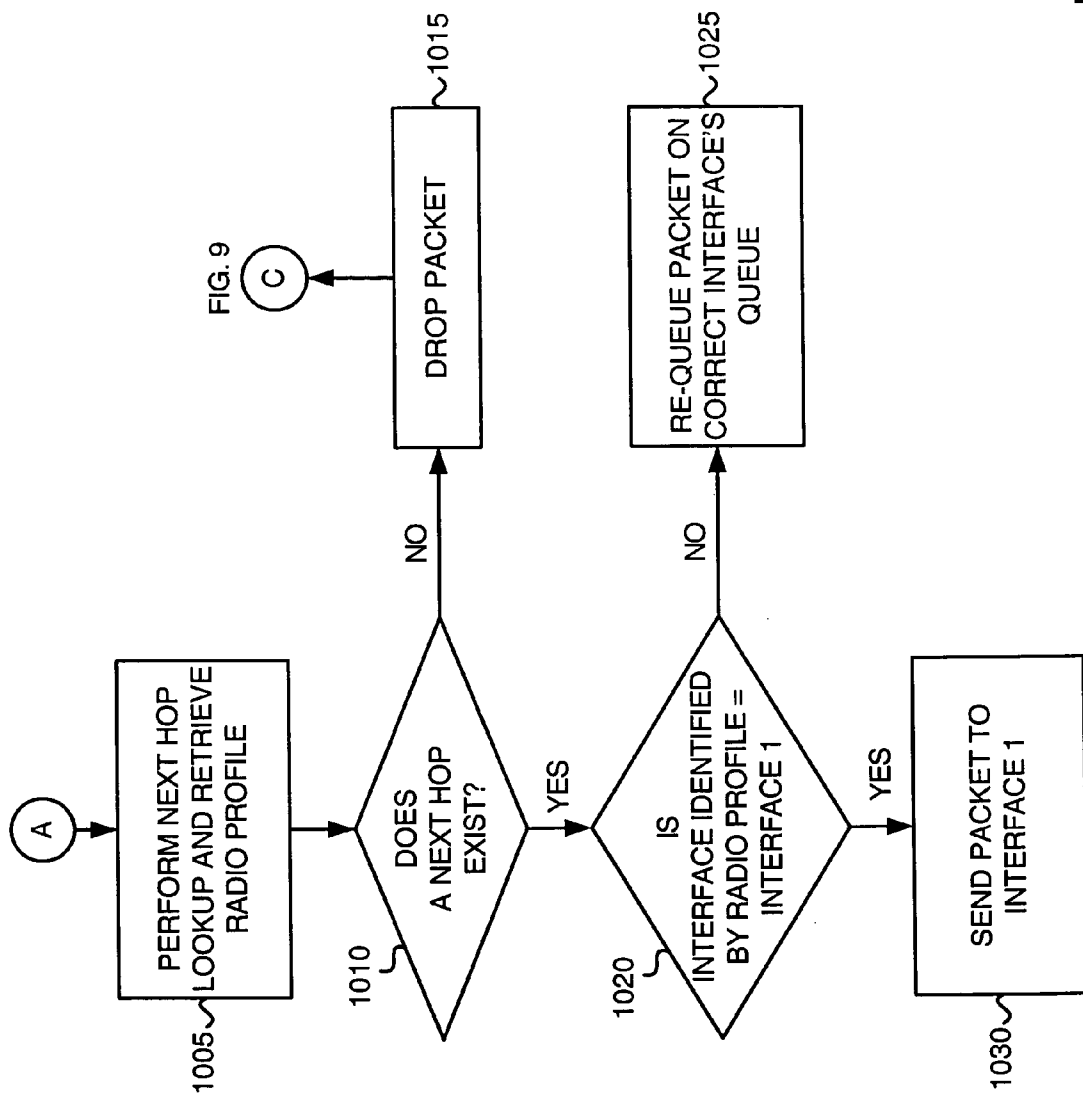 A
1005
PERFORM NEXT HOP
LOOKUP AND RETRIEVE
RADIO PROFILE
FIG. 9
C
1010
DOES
A NEXT HOP
EXIST?
NO
DROP PACKET
1015
YES
1020
IS
INTERFACE IDENTIFIED
BY RADIO PROFILE =
INTERFACE 1
NO
RE-QUEUE PACKET ON
CORRECT INTERFACE'S
QUEUE
1025
YES
1030
SEND PACKET TO
INTERFACE 1